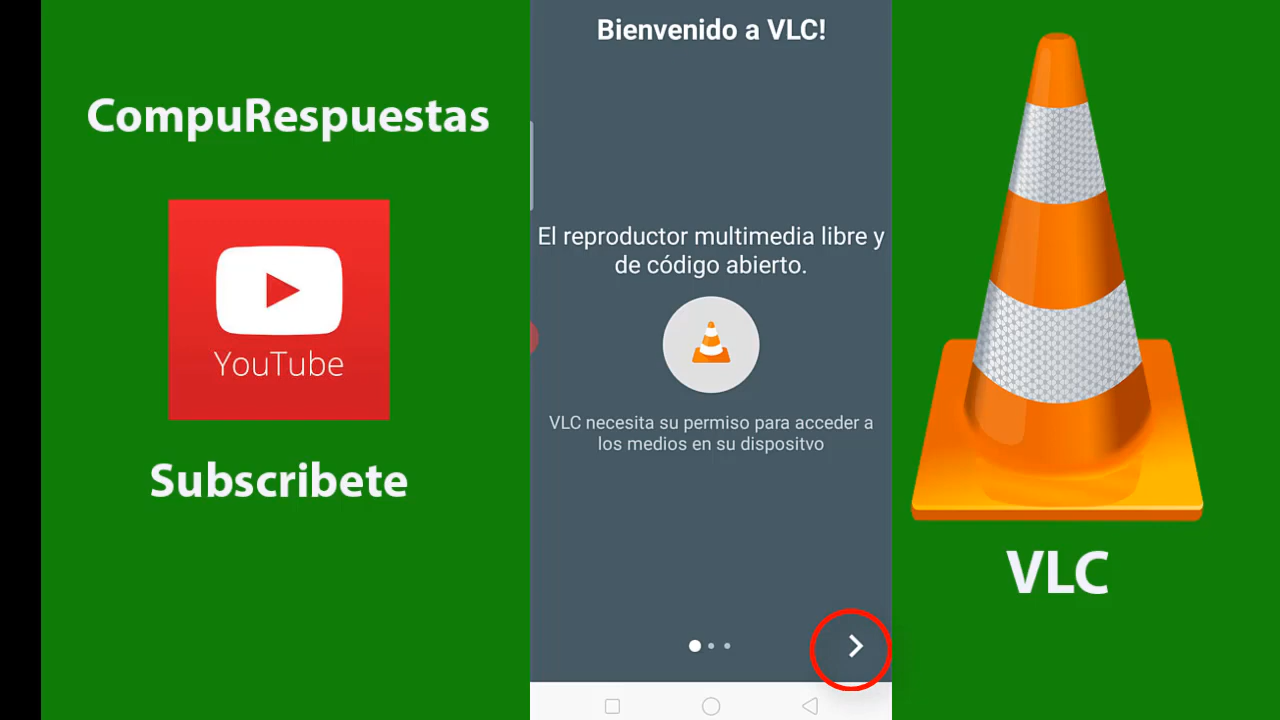 CompuRespuestas
YouTube
Subscribete
Bienvenido a VLC!
El reproductor multimedia libre y
de código abierto.
VLC necesita su permiso para acceder a
los medios en su dispositvo
VLC